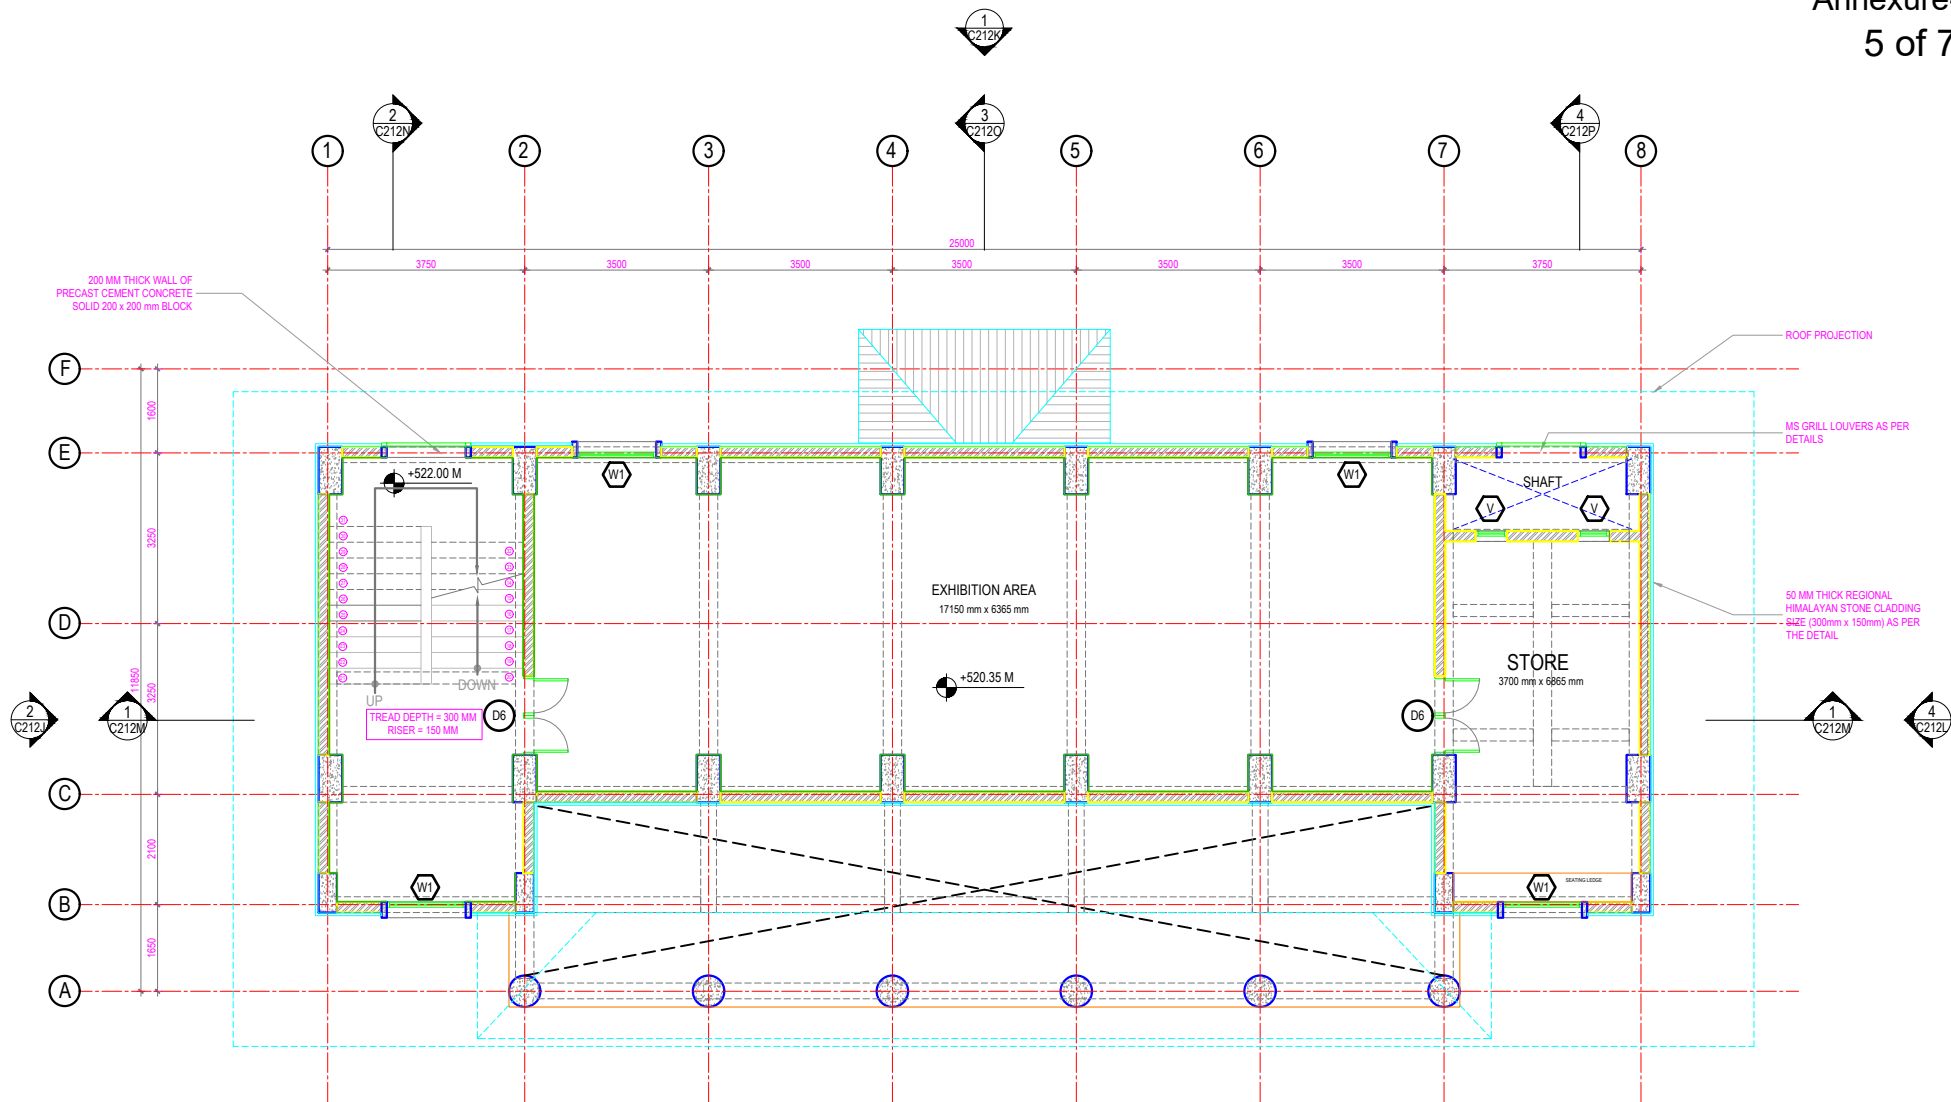 Annexure-
5 of 7
1
C212K
2
C212N
3
C212O
4
C212P
1
2
3
4
5
6
7
8
25000
3750
3500
3500
3500
3500
3500
3750
200 MM THICK WALL OF
PRECAST CEMENT CONCRETE
SOLID 200 x 200 mm BLOCK
ROOF PROJECTION
F
E
D
C
B
A
1600
3250
3250
2100
1650
11850
MS GRILL LOUVERS AS PER
DETAILS
+522.00 M
W1
W1
SHAFT
V
V
EXHIBITION AREA
17150 mm x 6365 mm
50 MM THICK REGIONAL
HIMALAYAN STONE CLADDING
SIZE (300mm x 150mm) AS PER
THE DETAIL
STORE
3700 mm x 6865 mm
+520.35 M
UP
DOWN
TREAD DEPTH = 300 MM
RISER = 150 MM
D6
D6
2
C212J
1
C212M
1
C212M
4
C212L
W1
W1
SEATING LEDGE